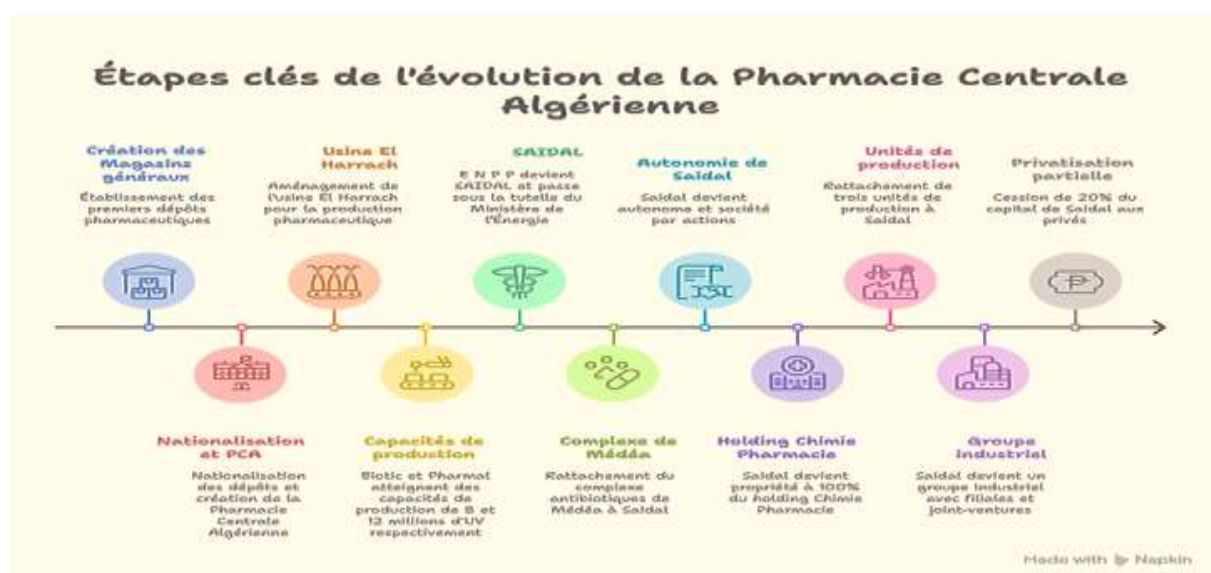 Étapes clés de l'évolution de la Pharmacie Centrale
Algérienne
Création des
Magasins
généraux
Établissement des
premiers dépôts
pharmaceutiques
Usine El
Harrach
Aménagement de
l'usine El Harrach
pour la production
pharmaceutique
SAIDAL
E N P P devient
SAIDAL et passe
sous la tutelle du
Ministère de
l'Énergie
Autonomie de
Saidal
Saidal devient
autonome et société
par actions
Unités de
production
Rattachement de
trois unités de
production à
Saidal
Privatisation
partielle
Cession de 20% du
capital de Saidal aux
privés
Nationalisation
et PCA
Nationalisation
des dépôts et
création de la
Pharmacie
Centrale
Algérienne
Capacités de
production
Biotic et Pharmal
atteignent des
capacités de
production de 8 et
12 millions d'UV
respectivement
Complexe de
Médéa
Rattachement du
complexe
antibiotiques de
Médéa à Saidal
Holding Chimie
Pharmacie
Saidal devient
propriété à 100%
du holding Chimie
Pharmacie
Groupe
industriel
Saidal devient un
groupe industriel
avec filiales et
joint-ventures
Made with Napkin